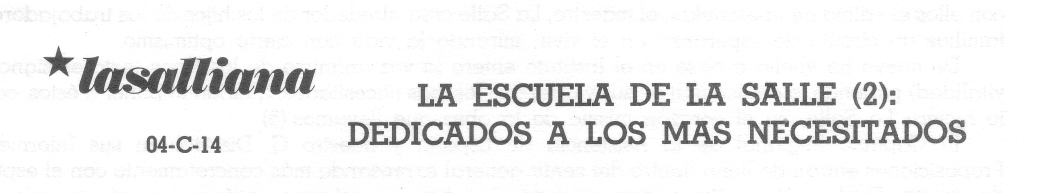 ★lasalliana
04-C-14
LA ESCUELA DE LA SALLE (2):
DEDICADOS A LOS MAS NECESITADOS